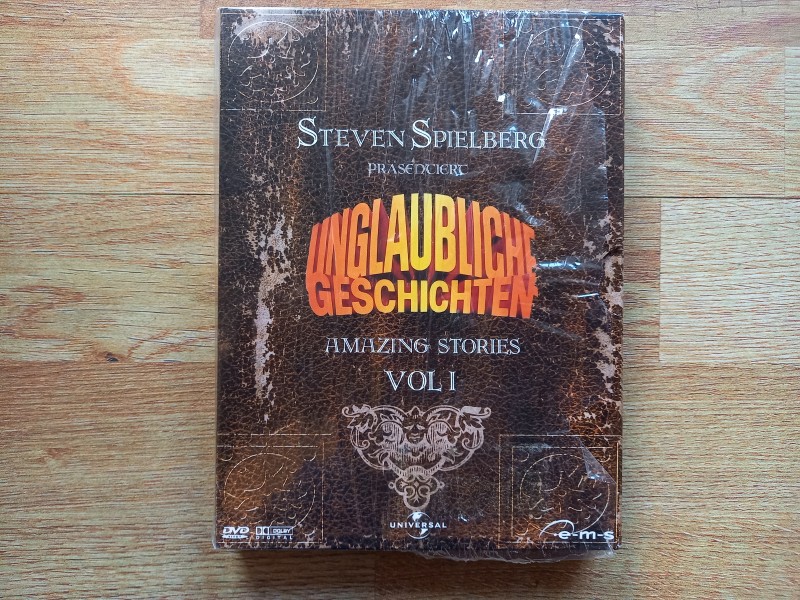 STEVEN SPIELBERG
PRÄSENTIERT
UNGLAUBLICHE
GESCHICHTEN
AMAZING STORIES
VOL I
UNIVERSAL
DVD
DOLBY
DIGITAL
e-m-s